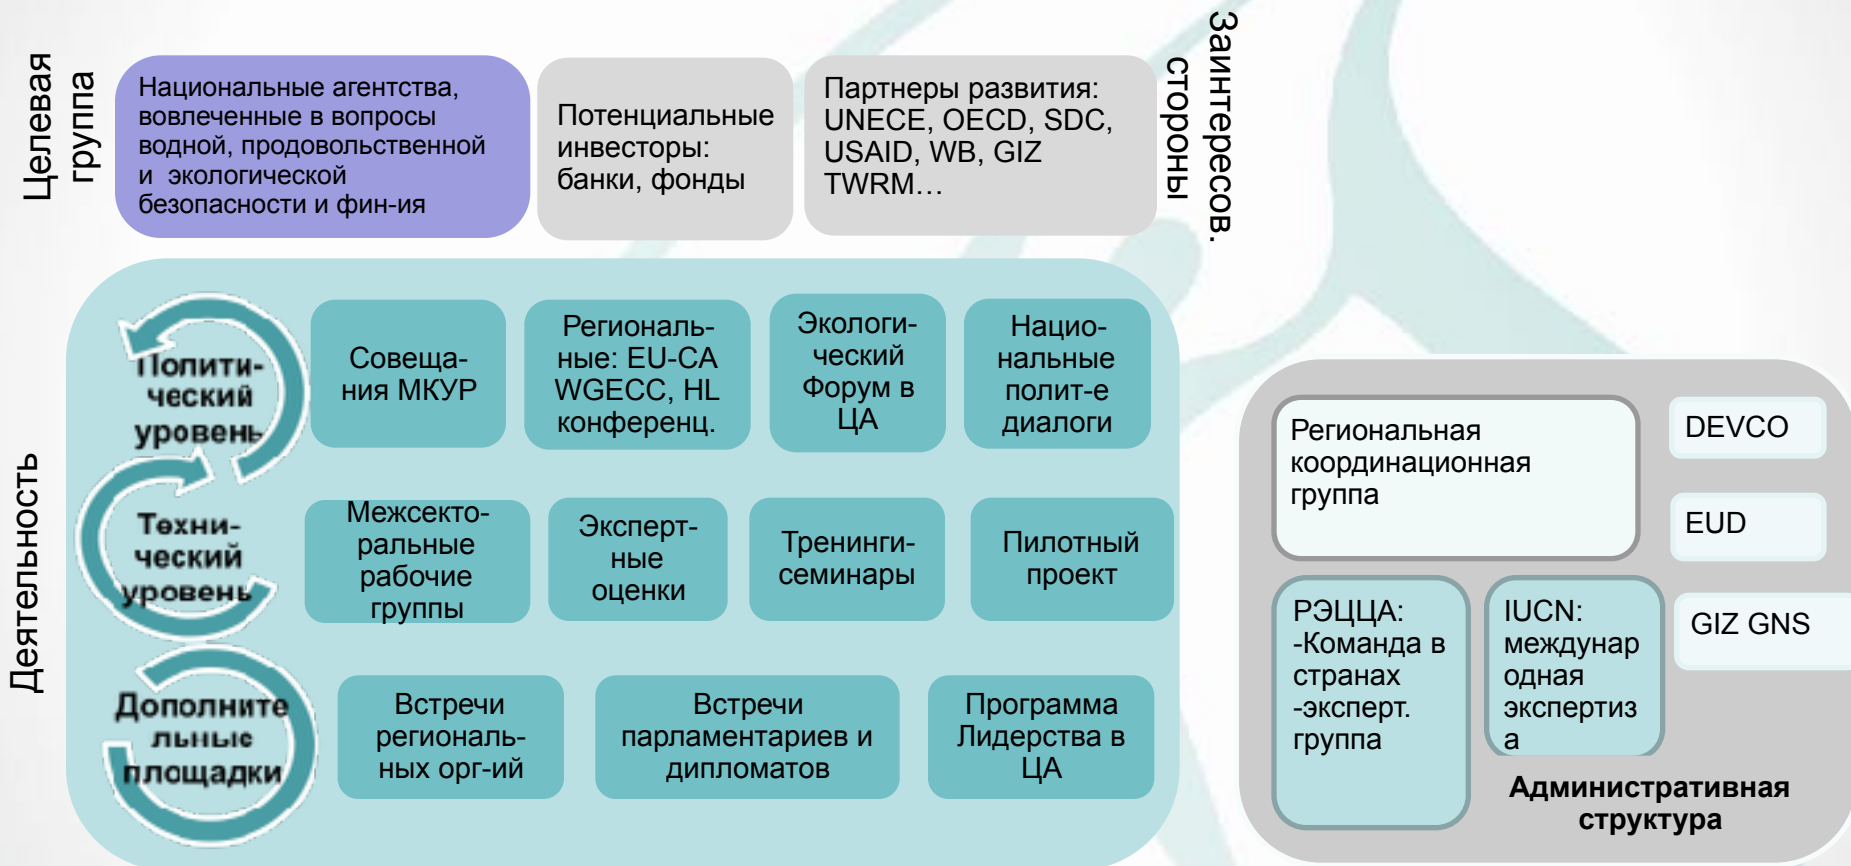 Целевая
группа
Национальные агентства,
вовлеченные в вопросы
водной, продовольственной
и экологической
безопасности и фин-ия
Потенциальные
инвесторы:
банки, фонды
Партнеры развития:
UNECE, OECD, SDC,
USAID, WB, GIZ
TWRM…
Заинтересов.
стороны
Деятельность
Полити-
ческий
уровень
Совеща-
ния МКУР
Региональ-
ные: EU-CA
WGECC, HL
конференц.
Экологи-
ческий
Форум в
ЦА
Нацио-
нальные
полит-е
диалоги
Техни-
ческий
уровень
Межсекто-
ральные
рабочие
группы
Эксперт-
ные
оценки
Тренинги-
семинары
Пилотный
проект
Дополните
льные
площадки
Встречи
региональ-
ных орг-ий
Встречи
парламентариев и
дипломатов
Программа
Лидерства в
ЦА
Региональная
координационная
группа
DEVCO
EUD
GIZ GNS
РЭЦЦА:
-Команда в
странах
-эксперт.
группа
IUCN:
междунар
одная
экспертиз
а
Административная
структура